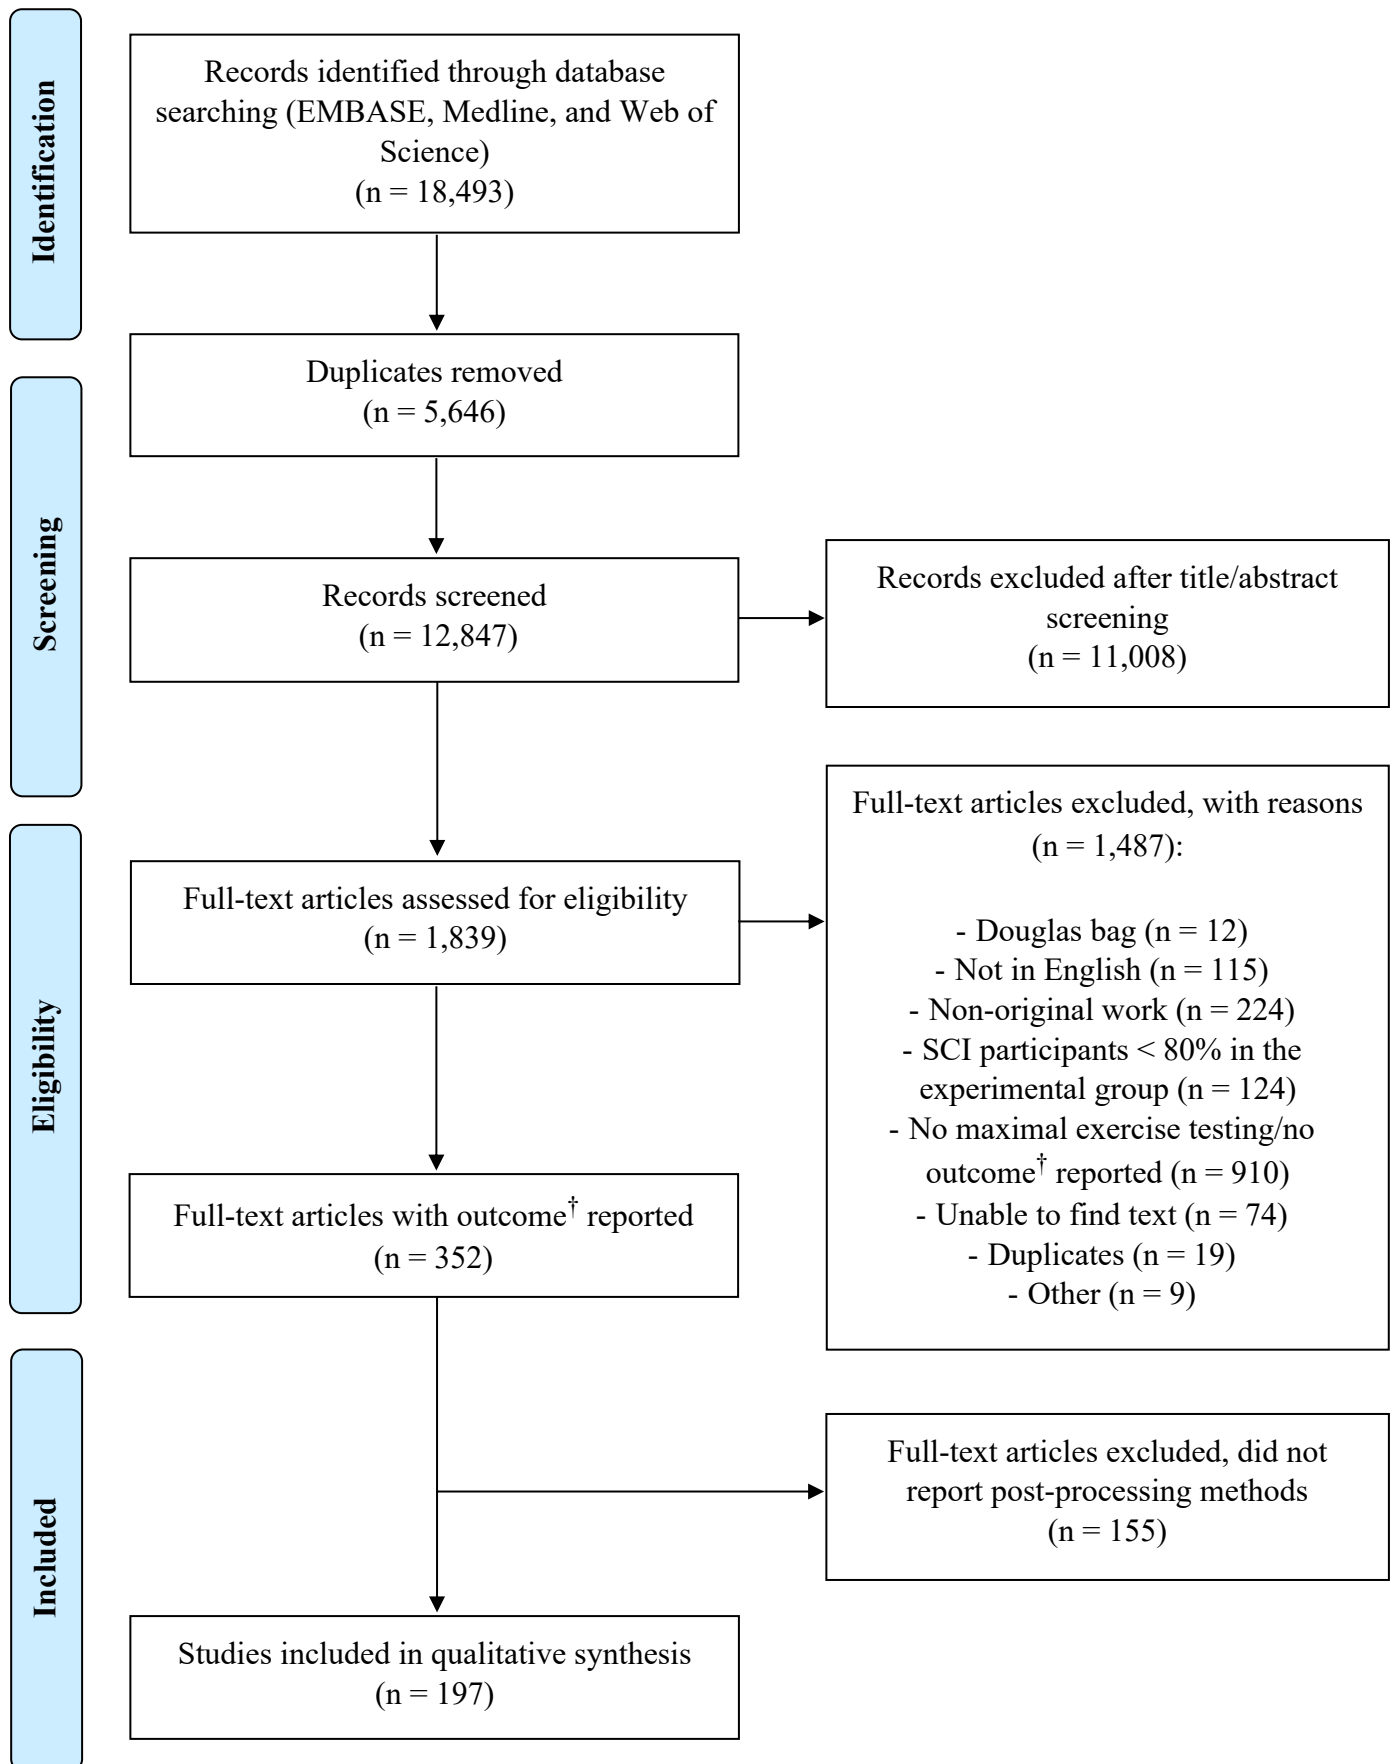 Identification
Records identified through database
searching (EMBASE, Medline, and Web of
Science)
(n = 18,493)
Duplicates removed
(n = 5,646)
Screening
Records screened
(n = 12,847)
Records excluded after title/abstract
screening
(n = 11,008)
Eligibility
Full-text articles assessed for eligibility
(n = 1,839)
Full-text articles excluded, with reasons
(n = 1,487):
- Douglas bag (n = 12)
- Not in English (n = 115)
- Non-original work (n = 224)
- SCI participants < 80% in the
experimental group (n = 124)
- No maximal exercise testing/no
outcome† reported (n = 910)
- Unable to find text (n = 74)
- Duplicates (n = 19)
- Other (n = 9)
Full-text articles with outcome† reported
(n = 352)
Included
Full-text articles excluded, did not
report post-processing methods
(n = 155)
Studies included in qualitative synthesis
(n = 197)